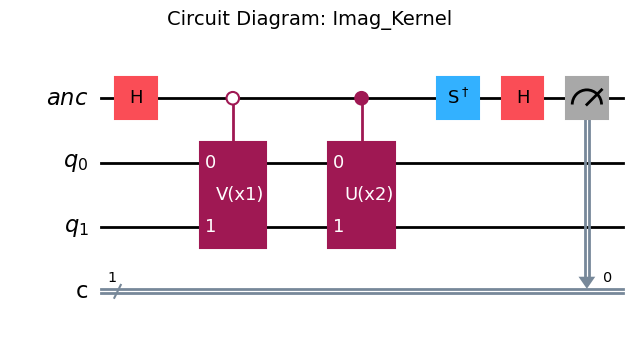 Circuit Diagram: Imag_Kernel
anc H S† H
q0 0 0
V(x1) U(x2)
q1 1 1
1 0
c